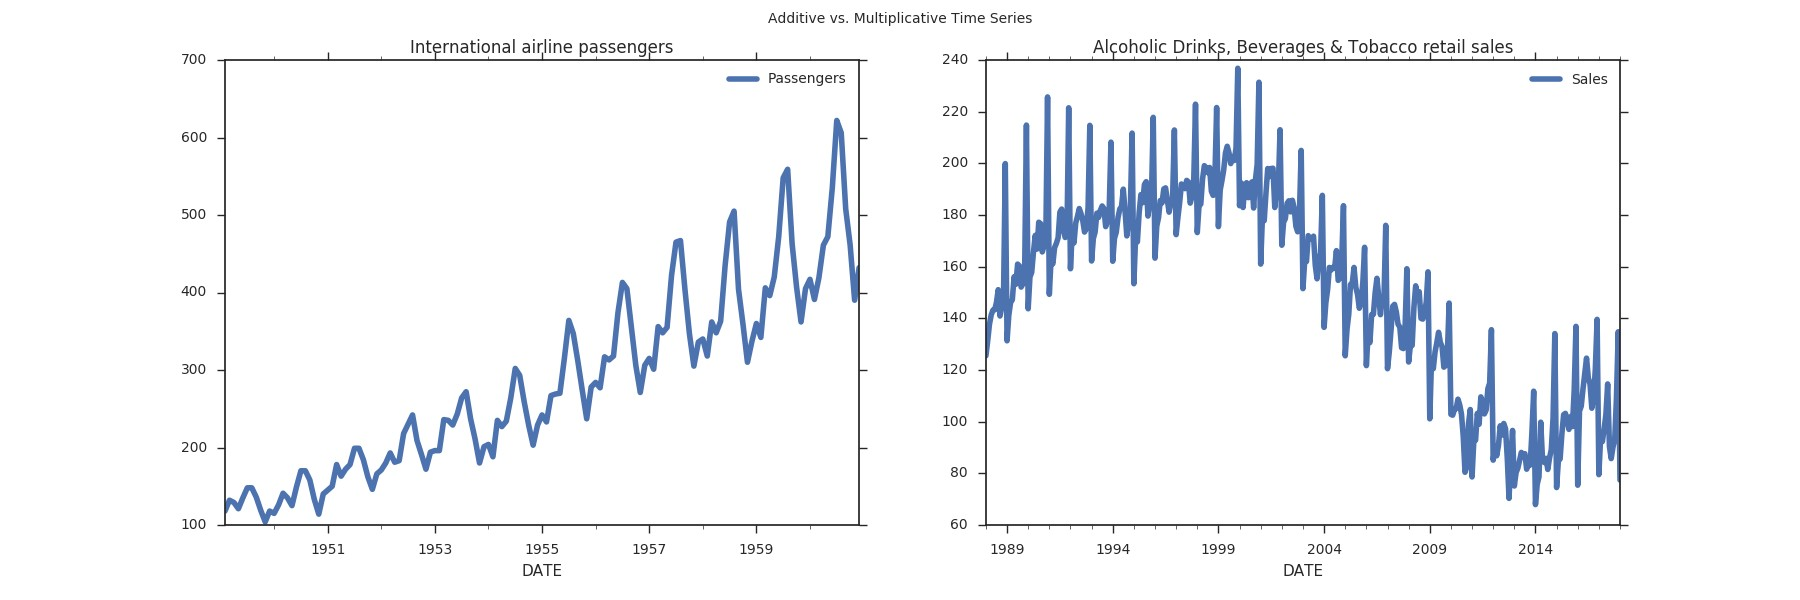 Additive vs. Multiplicative Time Series
International airline passengers
Passengers
700
600
500
400
300
200
100
1951 1953 1955 1957 1959
DATE
Alcoholic Drinks, Beverages & Tobacco retail sales
Sales
240
220
200
180
160
140
120
100
80
60
1989 1994 1999 2004 2009 2014
DATE